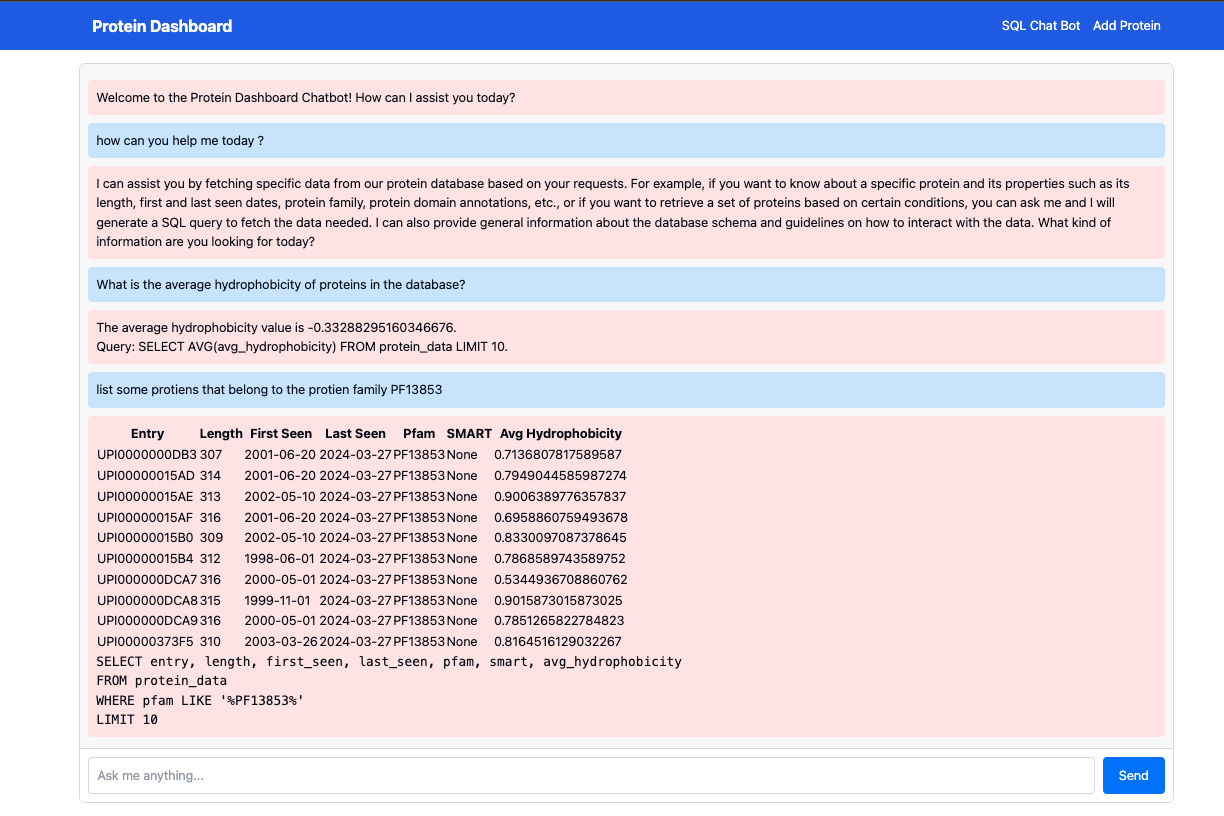 Protein Dashboard
SQL Chat Bot Add Protein
Welcome to the Protein Dashboard Chatbot! How can I assist you today?
how can you help me today ?
I can assist you by fetching specific data from our protein database based on your requests. For example, if you want to know about a specific protein and its properties such as its
length, first and last seen dates, protein family, protein domain annotations, etc., or if you want to retrieve a set of proteins based on certain conditions, you can ask me and I will
generate a SQL query to fetch the data needed. I can also provide general information about the database schema and guidelines on how to interact with the data. What kind of
information are you looking for today?
What is the average hydrophobicity of proteins in the database?
The average hydrophobicity value is -0.33288295160346676.
Query: SELECT AVG(avg_hydrophobicity) FROM protein_data LIMIT 10.
list some protiens that belong to the protien family PF13853
Entry Length First Seen Last Seen Pfam SMART Avg Hydrophobicity
UPI0000000DB3 307 2001-06-20 2024-03-27 PF13853 None 0.7136807817589587
UPI00000015AD 314 2001-06-20 2024-03-27 PF13853 None 0.7949044585987274
UPI00000015AE 313 2002-05-10 2024-03-27 PF13853 None 0.9006389776357837
UPI00000015AF 316 2001-06-20 2024-03-27 PF13853 None 0.6958860759493678
UPI00000015B0 309 2002-05-10 2024-03-27 PF13853 None 0.8330097087378645
UPI00000015B4 312 1998-06-01 2024-03-27 PF13853 None 0.7868589743589752
UPI000000DCA7 316 2000-05-01 2024-03-27 PF13853 None 0.5344936708860762
UPI000000DCA8 315 1999-11-01 2024-03-27 PF13853 None 0.9015873015873025
UPI000000DCA9 316 2000-05-01 2024-03-27 PF13853 None 0.7851265822784823
UPI00000373F5 310 2003-03-26 2024-03-27 PF13853 None 0.8164516129032267
SELECT entry, length, first_seen, last_seen, pfam, smart, avg_hydrophobicity
FROM protein_data
WHERE pfam LIKE '%PF13853%'
LIMIT 10
Ask me anything...
Send